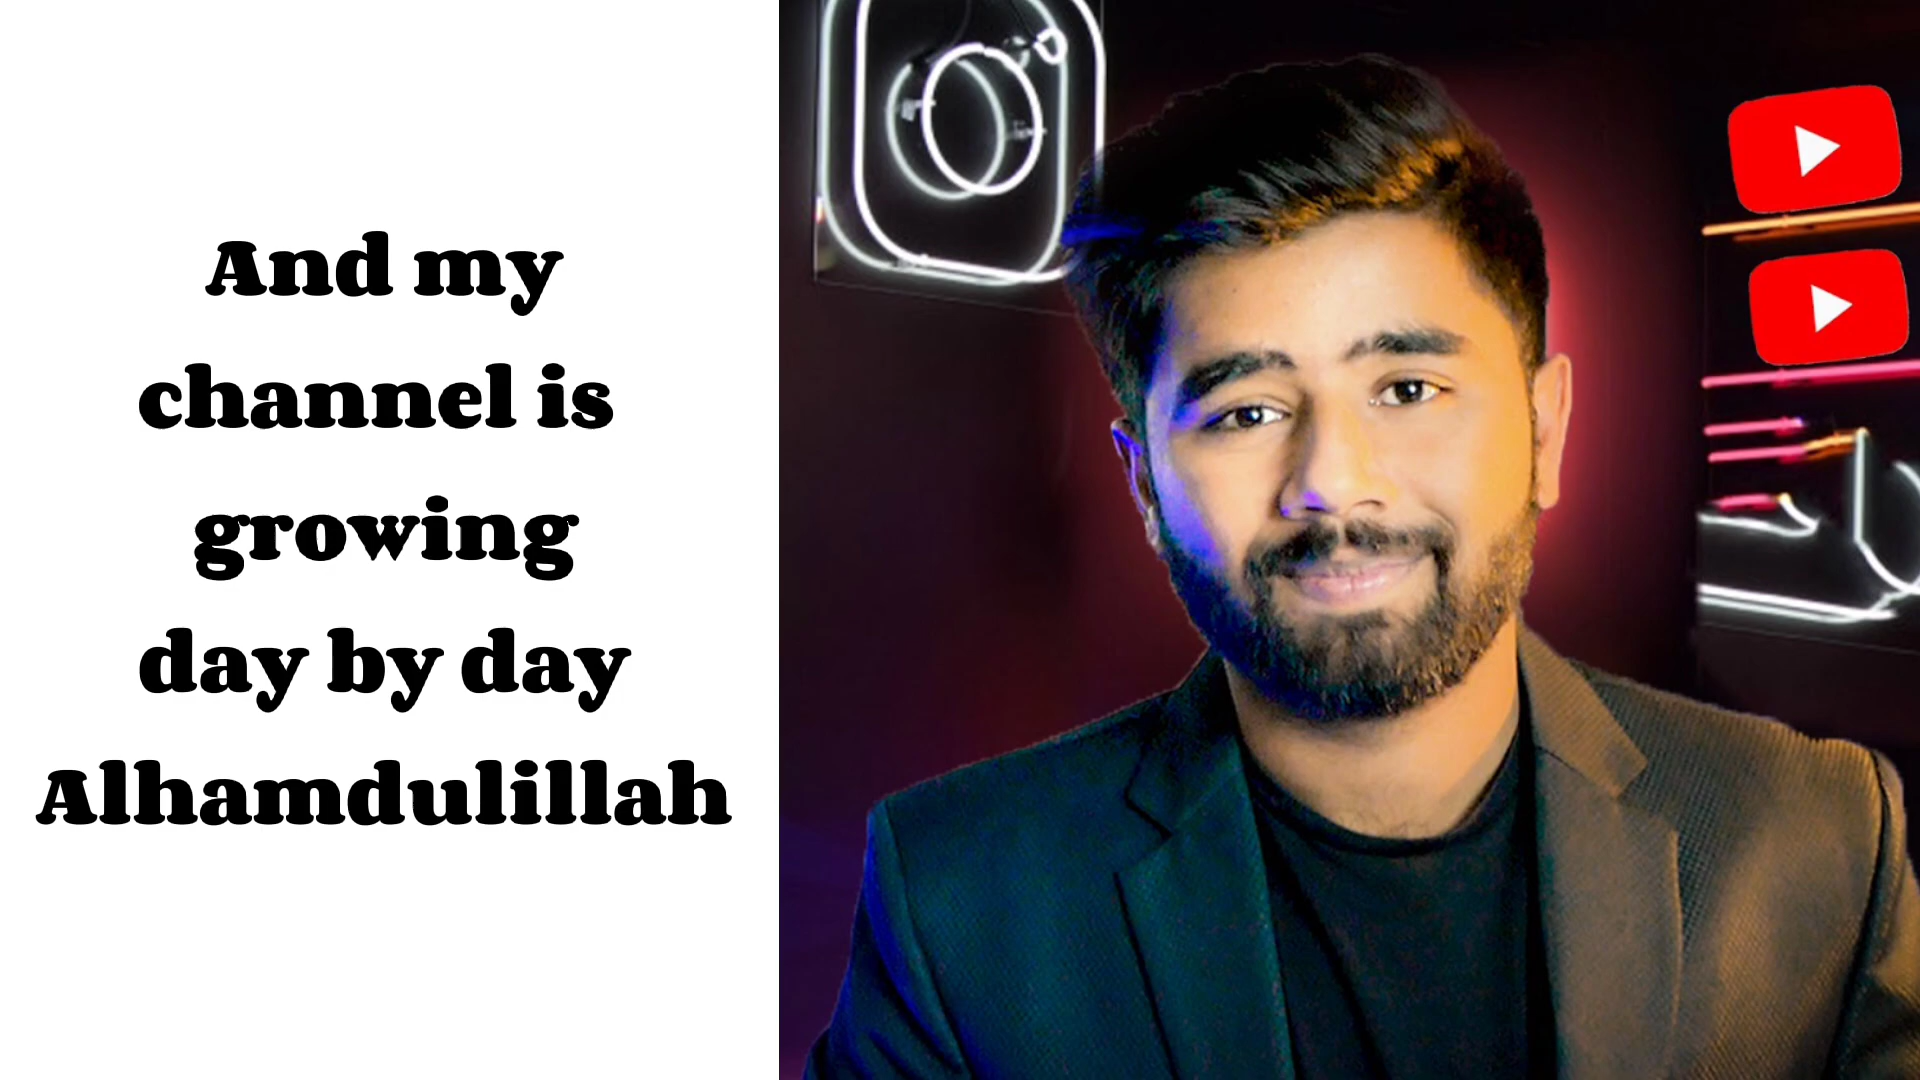 And my
channel is
growing
day by day
Alhamdulillah